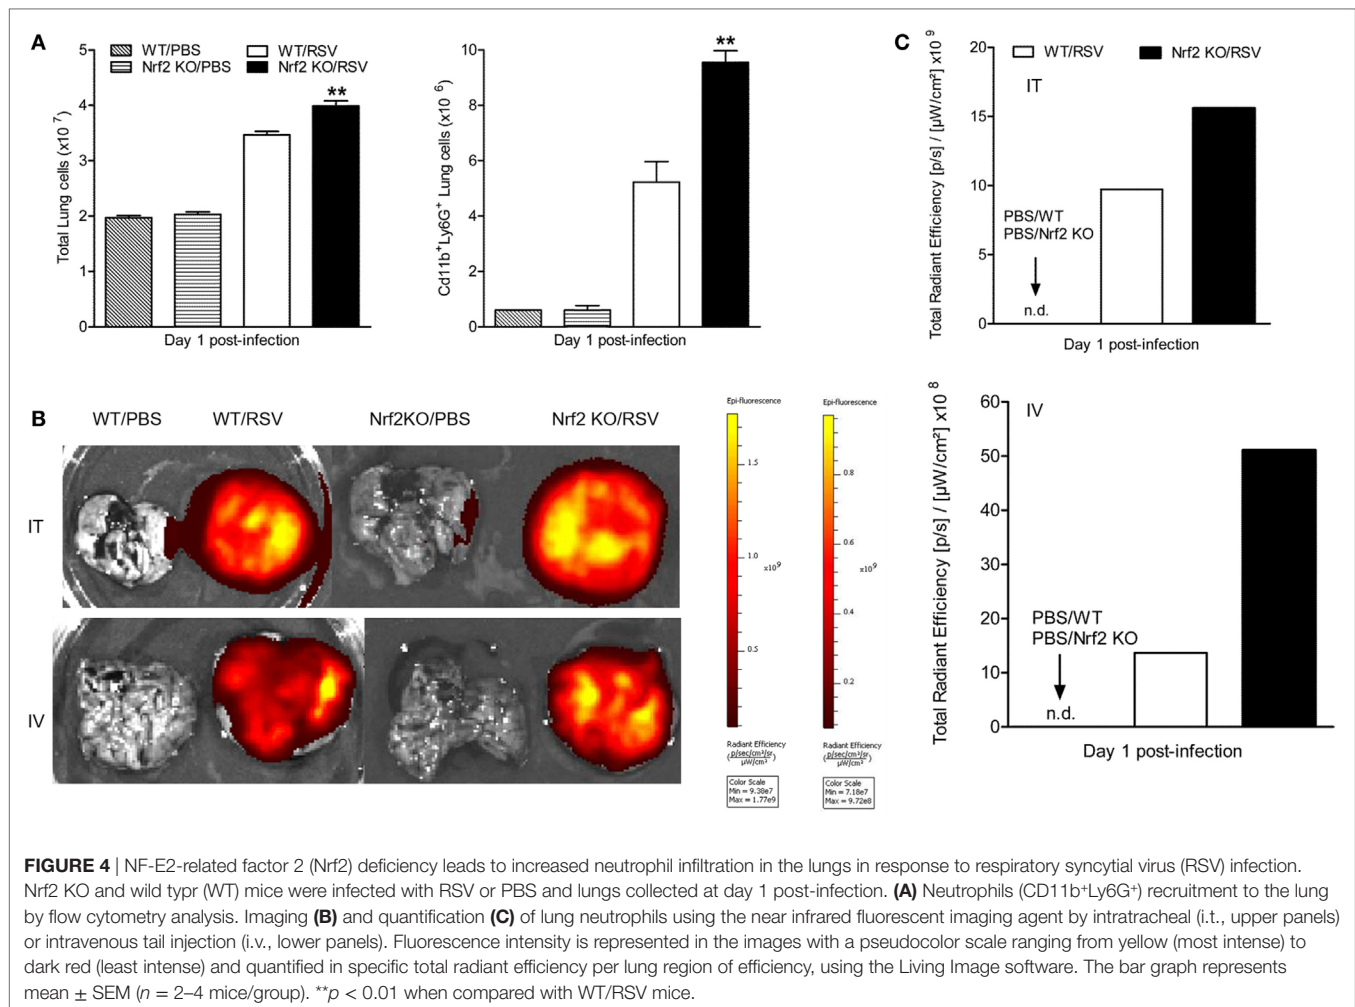 A
WT/PBS
WT/RSV
Nrf2 KO/PBS
Nrf2 KO/RSV
5
4
3
2
1
0
Total Lung cells (x10 7)
**
Day 1 post-infection
10
8
6
4
2
0
Cd11b+Ly6G+ Lung cells (x10 6)
**
Day 1 post-infection
C
WT/RSV
Nrf2 KO/RSV
IT
20
15
10
5
0
Total Radiant Efficiency [p/s] / [µW/cm²] x10 9
PBS/WT
PBS/Nrf2 KO
n.d.
Day 1 post-infection
B
WT/PBS
WT/RSV
Nrf2KO/PBS
Nrf2 KO/RSV
IT
IV
Epi-fluorescence
1.5
1.0
x10⁹
0.5
Radiant Efficiency
(p/sec/cm²/sr
µW/cm²)
Color Scale
Min = 9.38e7
Max = 1.77e9
Epi-fluorescence
0.8
0.6
x10⁹
0.4
0.2
Radiant Efficiency
(p/sec/cm²/sr
µW/cm²)
Color Scale
Min = 7.18e7
Max = 9.72e8
IV
60
50
40
30
20
10
0
Total Radiant Efficiency [p/s] / [µW/cm²] x10 8
PBS/WT
PBS/Nrf2 KO
n.d.
Day 1 post-infection
FIGURE 4 | NF-E2-related factor 2 (Nrf2) deficiency leads to increased neutrophil infiltration in the lungs in response to respiratory syncytial virus (RSV) infection.
Nrf2 KO and wild typr (WT) mice were infected with RSV or PBS and lungs collected at day 1 post-infection. (A) Neutrophils (CD11b+Ly6G+) recruitment to the lung
by flow cytometry analysis. Imaging (B) and quantification (C) of lung neutrophils using the near infrared fluorescent imaging agent by intratracheal (i.t., upper panels)
or intravenous tail injection (i.v., lower panels). Fluorescence intensity is represented in the images with a pseudocolor scale ranging from yellow (most intense) to
dark red (least intense) and quantified in specific total radiant efficiency per lung region of efficiency, using the Living Image software. The bar graph represents
mean ± SEM (n = 2–4 mice/group). **p < 0.01 when compared with WT/RSV mice.